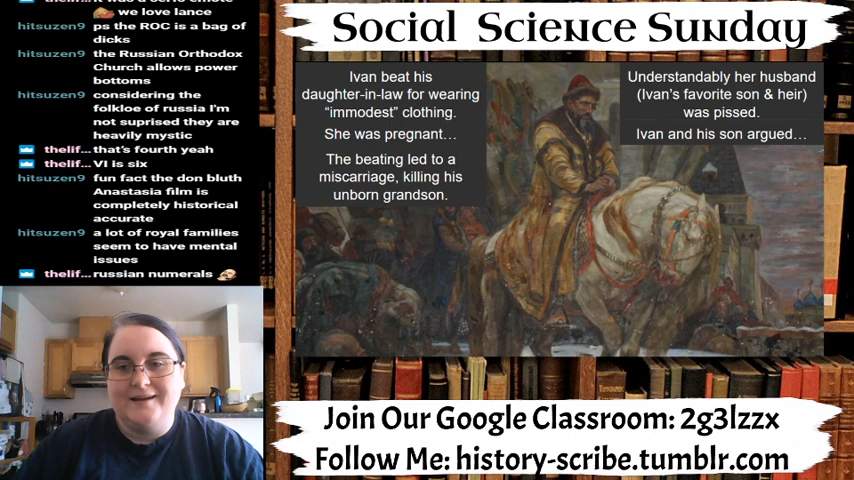 it was a seric emote
we love lance
hitsuzen9 ps the ROC is a bag of
dicks
hitsuzen9 the Russian Orthodox
Church allows power
bottoms
hitsuzen9 considering the
folkloe of russia I'm
not suprised they are
heavily mystic
thelif... that's fourth yeah
thelif... VI is six
hitsuzen9 fun fact the don bluth
Anastasia film is
completely historical
accurate
hitsuzen9 a lot of royal families
seem to have mental
issues
thelif... russian numerals
Social Science Sunday
Ivan beat his
daughter-in-law for wearing
“immodest” clothing.
She was pregnant…
The beating led to a
miscarriage, killing his
unborn grandson.
Understandably her husband
(Ivan’s favorite son & heir)
was pissed.
Ivan and his son argued…
Join Our Google Classroom: 2g3lzzx
Follow Me: history-scribe.tumblr.com